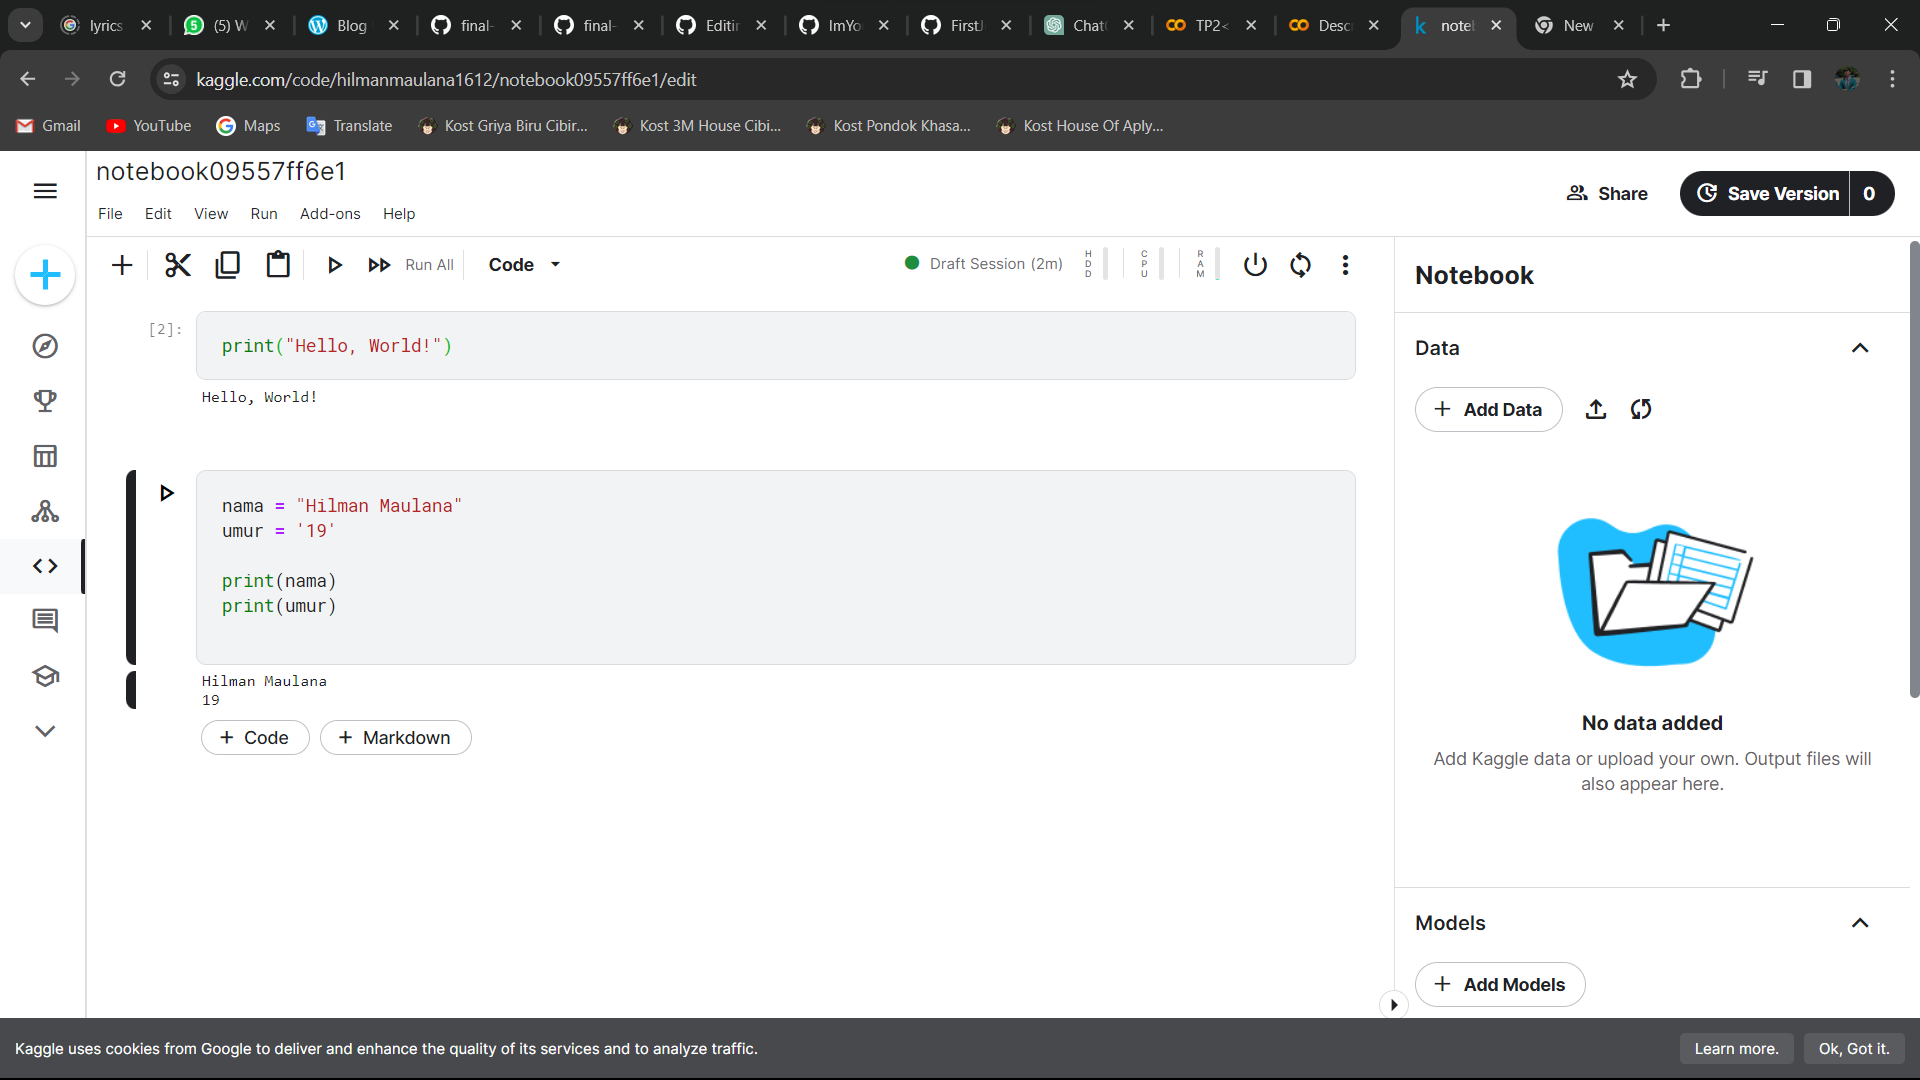 lyrics
(5) W
Blog
final-
final-
Editin
ImYo
FirstJ
Chat
TP2<
Desc
note
New
kaggle.com/code/hilmanmaulana1612/notebook09557ff6e1/edit
Gmail
YouTube
Maps
Translate
Kost Griya Biru Cibir...
Kost 3M House Cibi...
Kost Pondok Khasa...
Kost House Of Aply...
notebook09557ff6e1
File Edit View Run Add-ons Help
Share
Save Version 0
Run All
Code
Draft Session (2m)
HDD
CPU
RAM
[2]:
print("Hello, World!")
Hello, World!
nama = "Hilman Maulana"
umur = '19'
print(nama)
print(umur)
Hilman Maulana
19
+ Code
+ Markdown
Notebook
Data
+ Add Data
No data added
Add Kaggle data or upload your own. Output files will
also appear here.
Models
+ Add Models
Kaggle uses cookies from Google to deliver and enhance the quality of its services and to analyze traffic.
Learn more.
Ok, Got it.